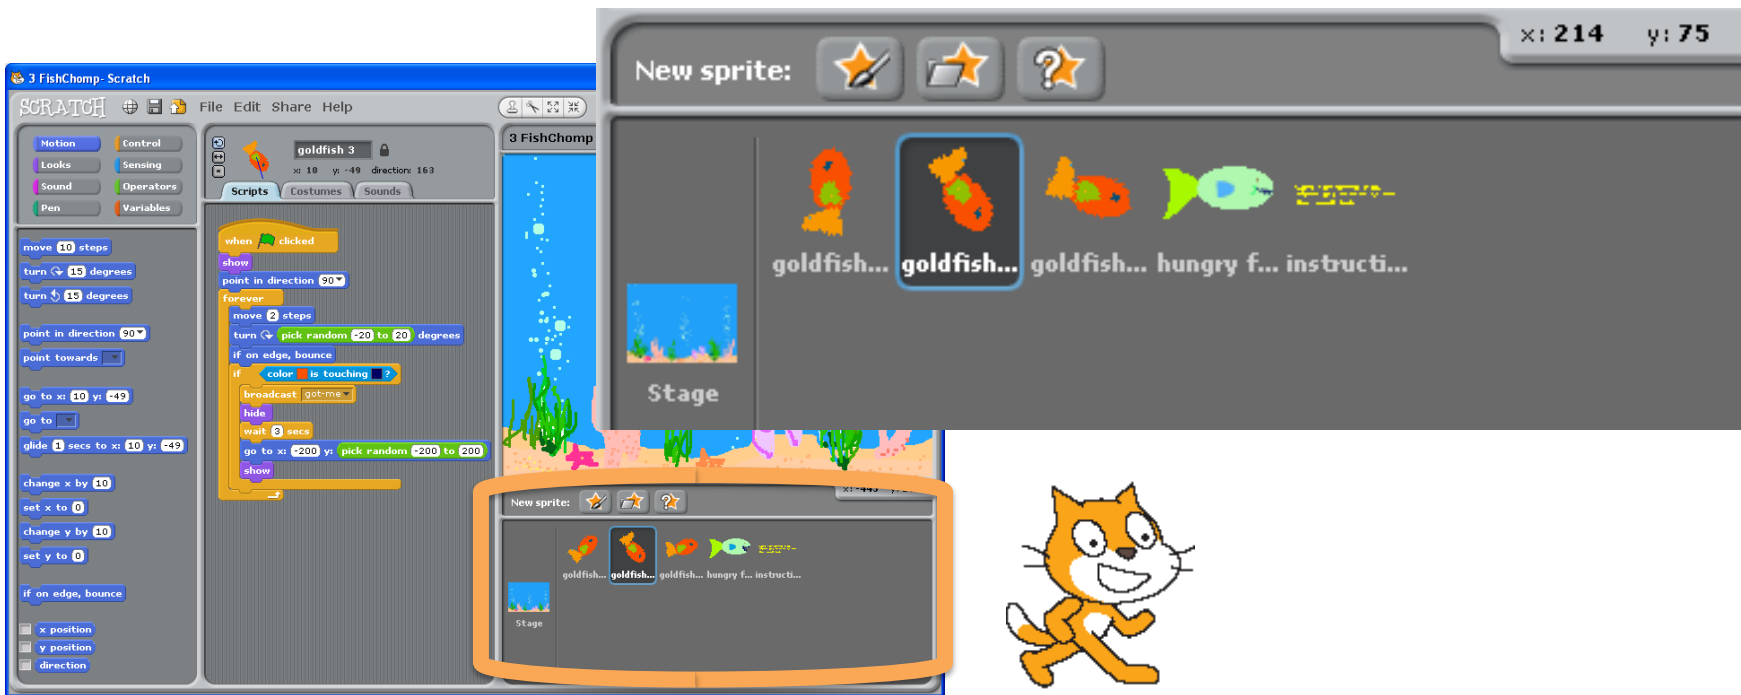 3 FishChomp- Scratch
SCRATCH File Edit Share Help
Motion Control
Looks Sensing
Sound Operators
Pen Variables
move 10 steps
turn 15 degrees
turn 15 degrees
point in direction 90
point towards
go to x: 10 y: -49
go to
glide 1 secs to x: 10 y: -49
change x by 10
set x to 0
change y by 10
set y to 0
if on edge, bounce
x position
y position
direction
goldfish 3
x: 10 y: -49 direction: 163
Scripts Costumes Sounds
when clicked
show
point in direction 90
forever
move 2 steps
turn pick random -20 to 20 degrees
if on edge, bounce
if color is touching ?
broadcast got-me
hide
wait 3 secs
go to x: -200 y: pick random -200 to 200
show
3 FishChomp
New sprite:
goldfish... goldfish... goldfish... hungry f... instructi...
Stage
x: 214 y: 75
New sprite:
goldfish... goldfish... goldfish... hungry f... instructi...
Stage